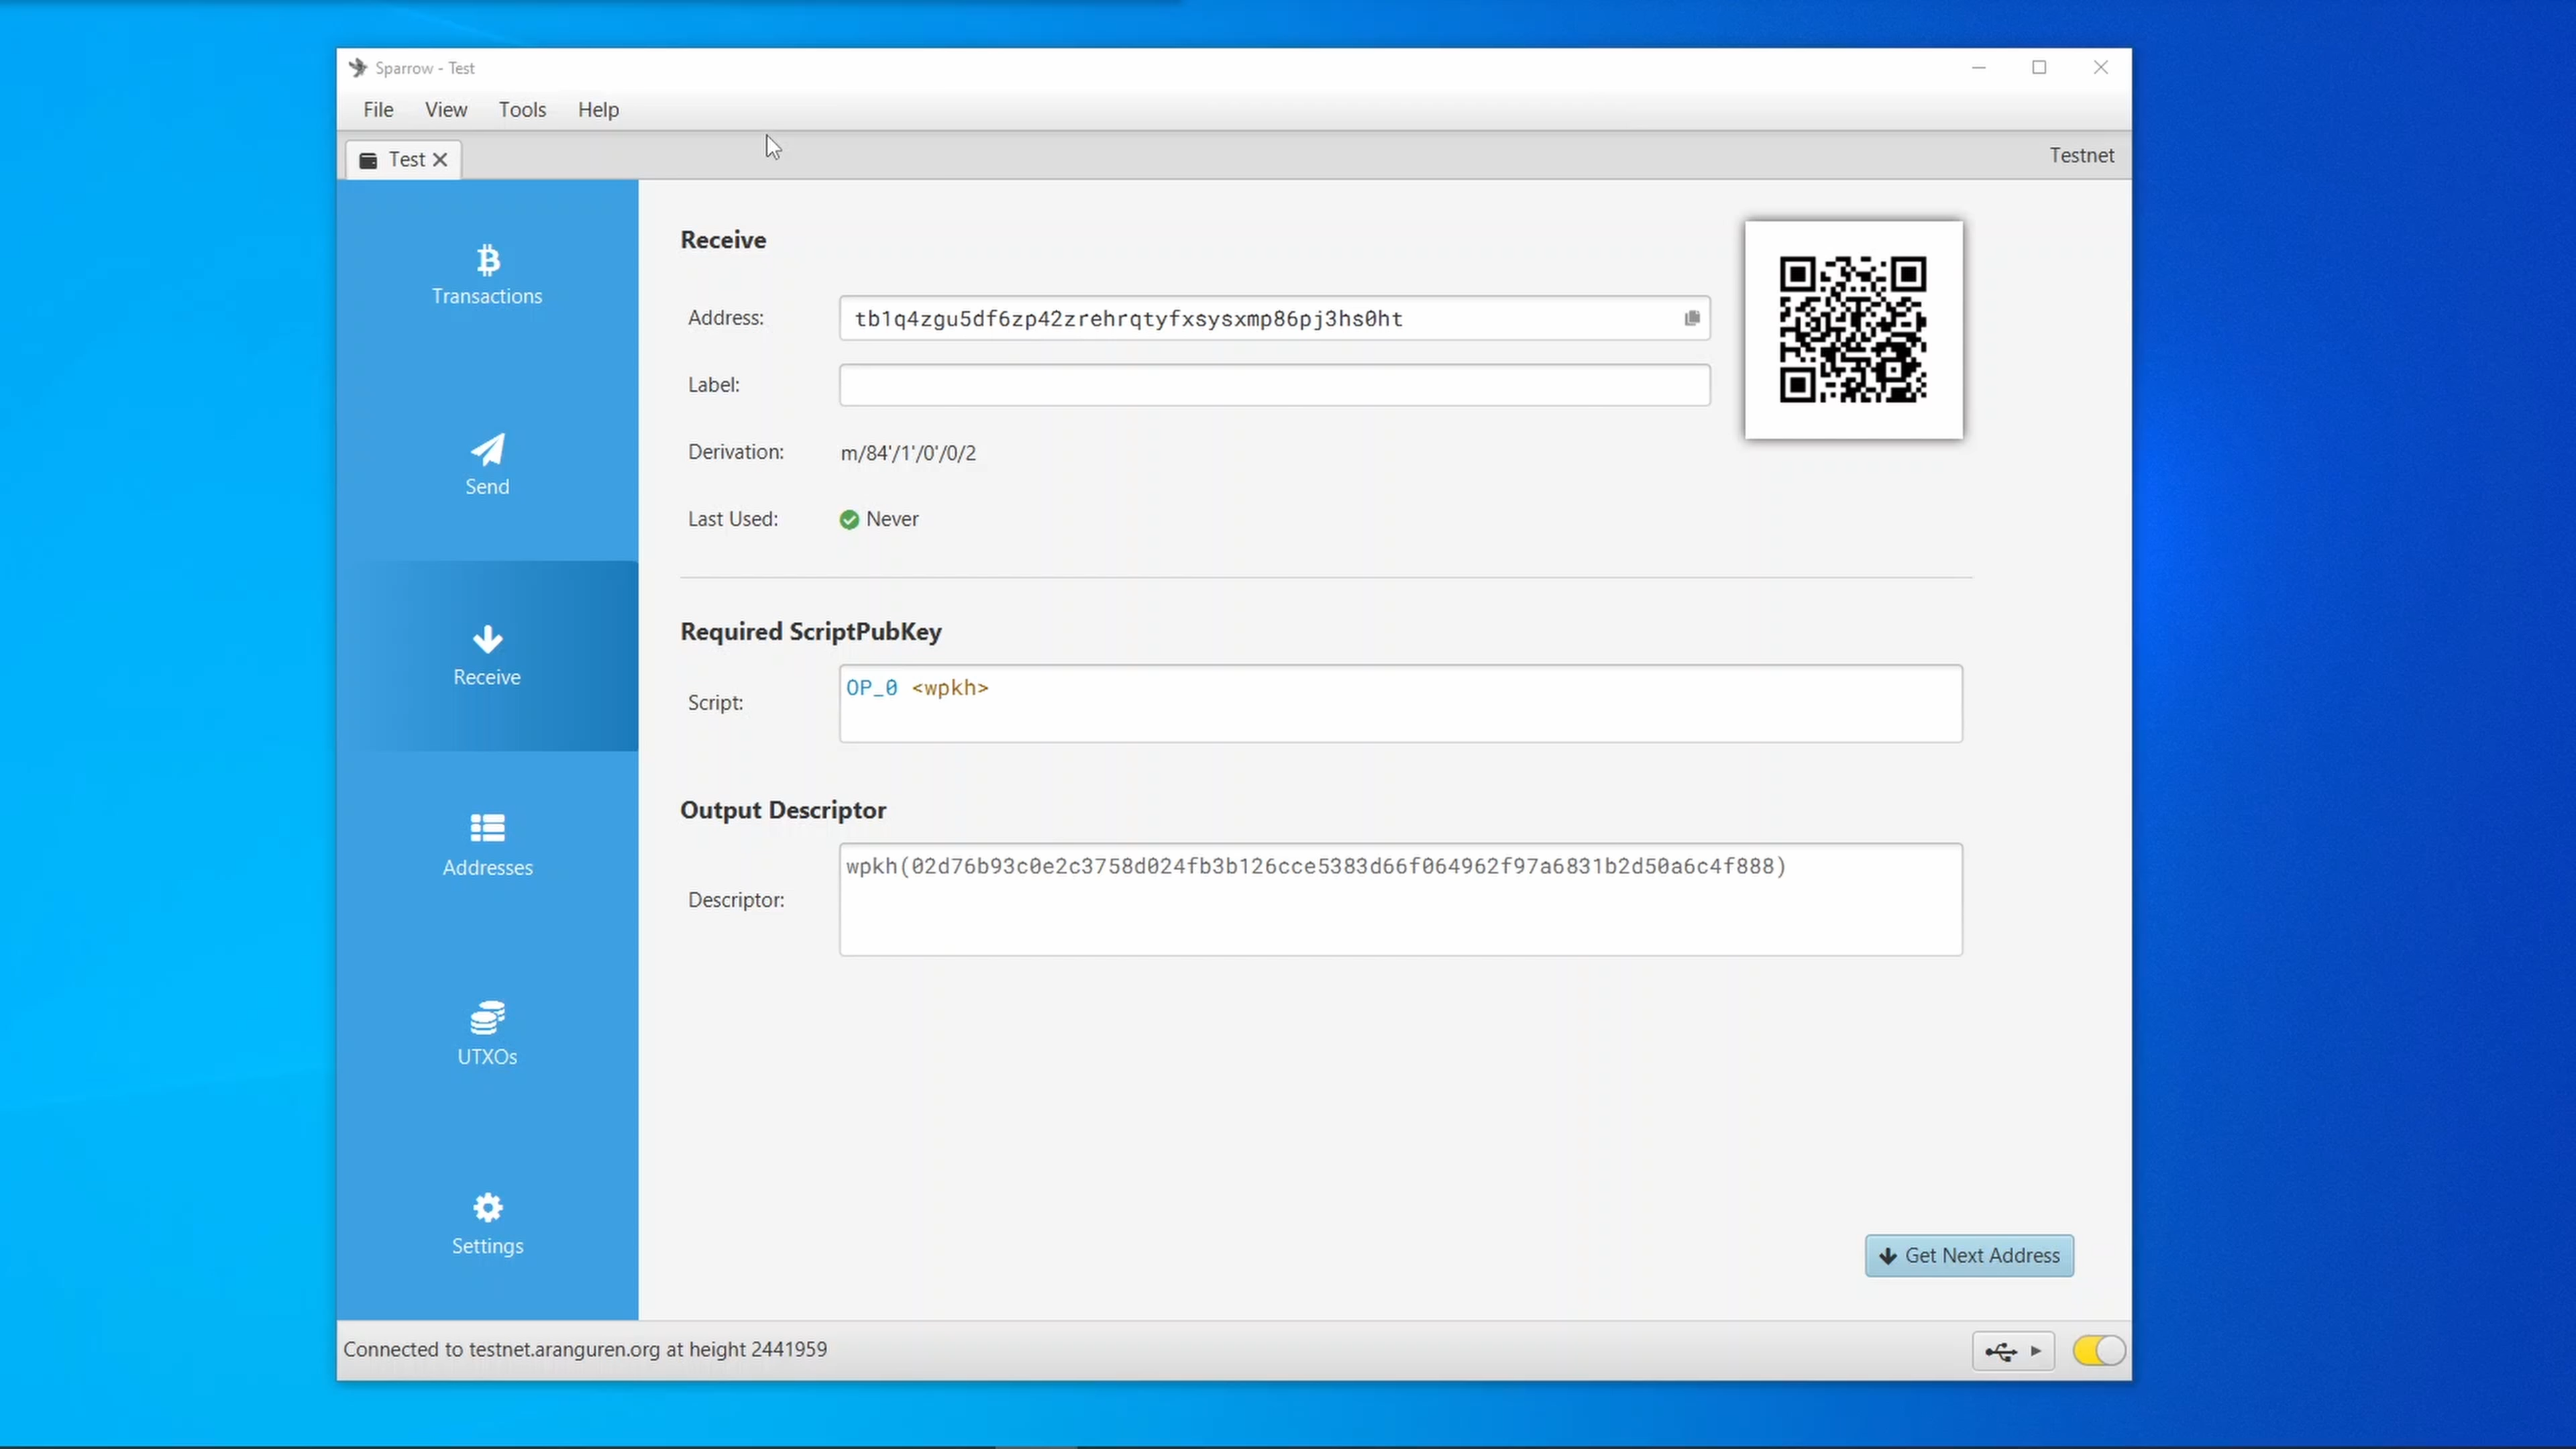 Sparrow - Test
File View Tools Help
Test
Testnet
Transactions
Send
Receive
Addresses
UTXOs
Settings
Receive
Address: tb1q4zgu5df6zp42zrehrqtyfxsysxmp86pj3hs0ht
Label:
Derivation: m/84'/1'/0'/0/2
Last Used: Never
Required ScriptPubKey
Script: OP_0 <wpkh>
Output Descriptor
Descriptor: wpkh(02d76b93c0e2c3758d024fb3b126cce5383d66f064962f97a6831b2d50a6c4f888)
Get Next Address
Connected to testnet.aranguren.org at height 2441959